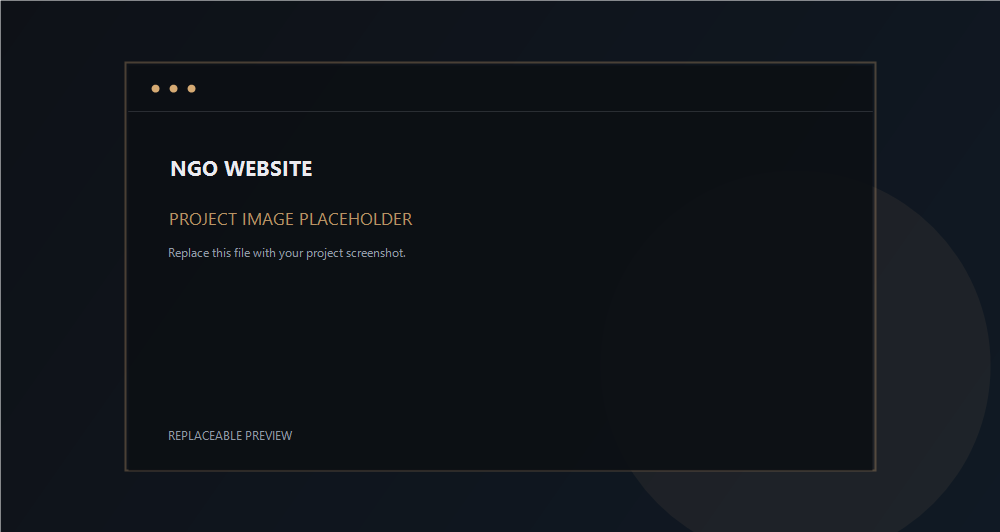 NGO WEBSITE
PROJECT IMAGE PLACEHOLDER
Replace this file with your project screenshot.
REPLACEABLE PREVIEW